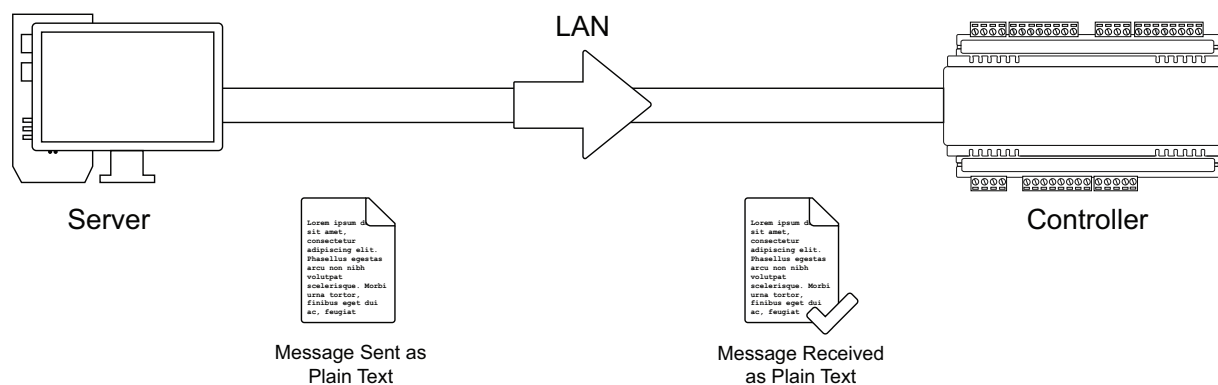 LAN
Server
Controller
Lorem ipsum d
sit amet,
consectetur
adipiscing elit.
Phasellus egestas
arcu non nibh
volutpat
scelerisque. Morbi
urna tortor,
finibus eget dui
ac, feugiat
Lorem ipsum d
sit amet,
consectetur
adipiscing elit.
Phasellus egestas
arcu non nibh
volutpat
scelerisque. Morbi
urna tortor,
finibus eget dui
ac, feugiat
Message Sent as
Plain Text
Message Received
as Plain Text